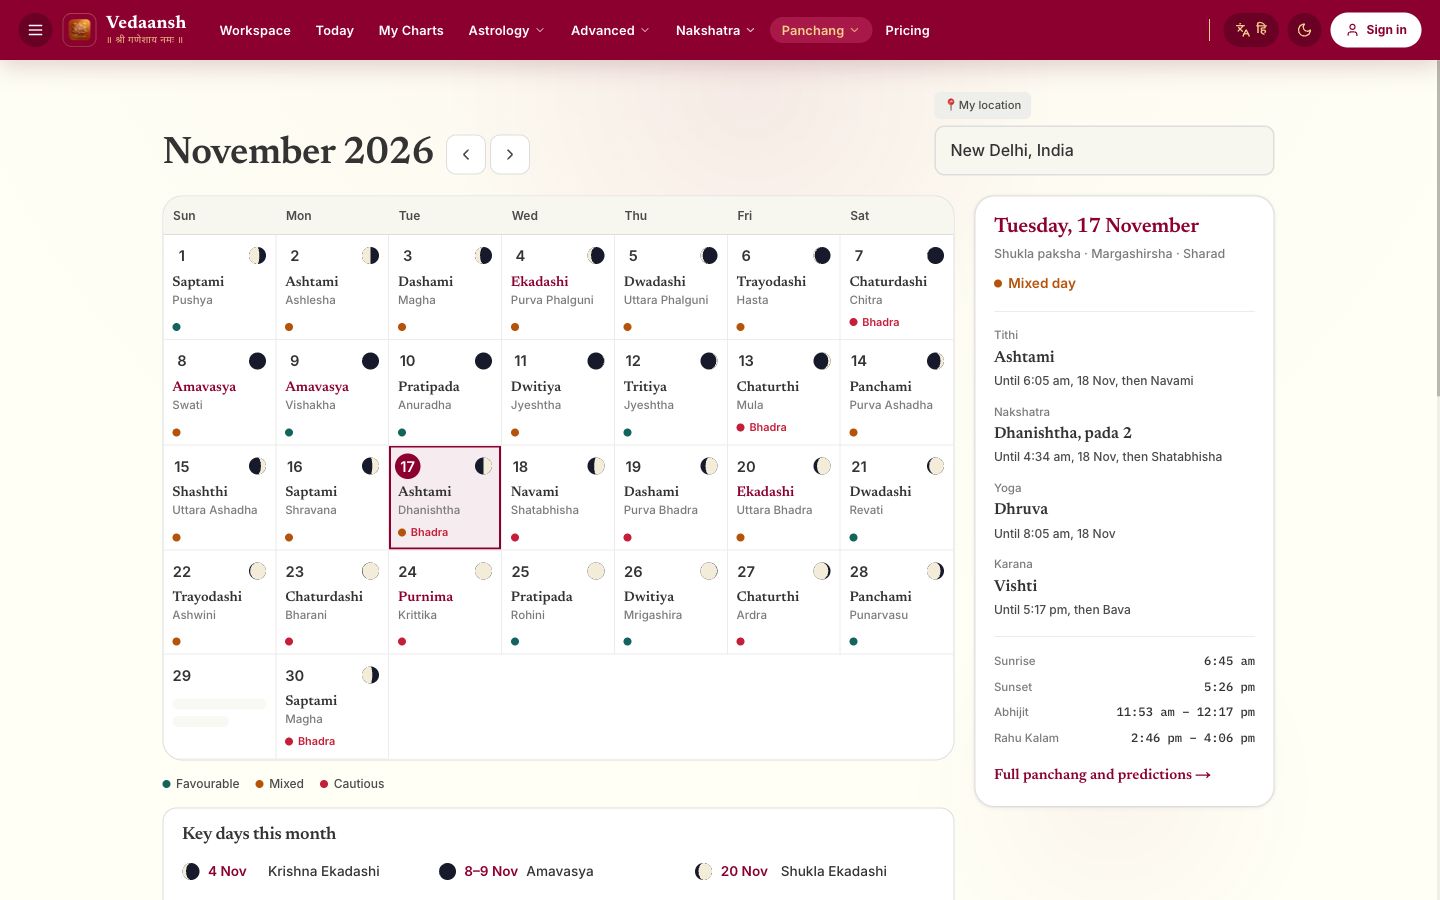 Vedaansh
॥ श्री गणेशाय नमः ॥
Workspace Today My Charts Astrology Advanced Nakshatra Panchang Pricing
हि
Sign in
My location
November 2026
New Delhi, India
Sun Mon Tue Wed Thu Fri Sat
1 2 3 4 5 6 7
Saptami Ashtami Dashami Ekadashi Dwadashi Trayodashi Chaturdashi
Pushya Ashlesha Magha Purva Phalguni Uttara Phalguni Hasta Chitra
Bhadra
8 9 10 11 12 13 14
Amavasya Amavasya Pratipada Dwitiya Tritiya Chaturthi Panchami
Swati Vishakha Anuradha Jyeshtha Jyeshtha Mula Purva Ashadha
Bhadra
15 16 17 18 19 20 21
Shashthi Saptami Ashtami Navami Dashami Ekadashi Dwadashi
Uttara Ashadha Shravana Dhanishtha Shatabhisha Purva Bhadra Uttara Bhadra Revati
Bhadra
22 23 24 25 26 27 28
Trayodashi Chaturdashi Purnima Pratipada Dwitiya Chaturthi Panchami
Ashwini Bharani Krittika Rohini Mrigashira Ardra Punarvasu
29 30
Saptami
Magha
Bhadra
Favourable Mixed Cautious
Key days this month
4 Nov Krishna Ekadashi 8–9 Nov Amavasya 20 Nov Shukla Ekadashi
Tuesday, 17 November
Shukla paksha · Margashirsha · Sharad
Mixed day
Tithi
Ashtami
Until 6:05 am, 18 Nov, then Navami
Nakshatra
Dhanishtha, pada 2
Until 4:34 am, 18 Nov, then Shatabhisha
Yoga
Dhruva
Until 8:05 am, 18 Nov
Karana
Vishti
Until 5:17 pm, then Bava
Sunrise 6:45 am
Sunset 5:26 pm
Abhijit 11:53 am – 12:17 pm
Rahu Kalam 2:46 pm – 4:06 pm
Full panchang and predictions →